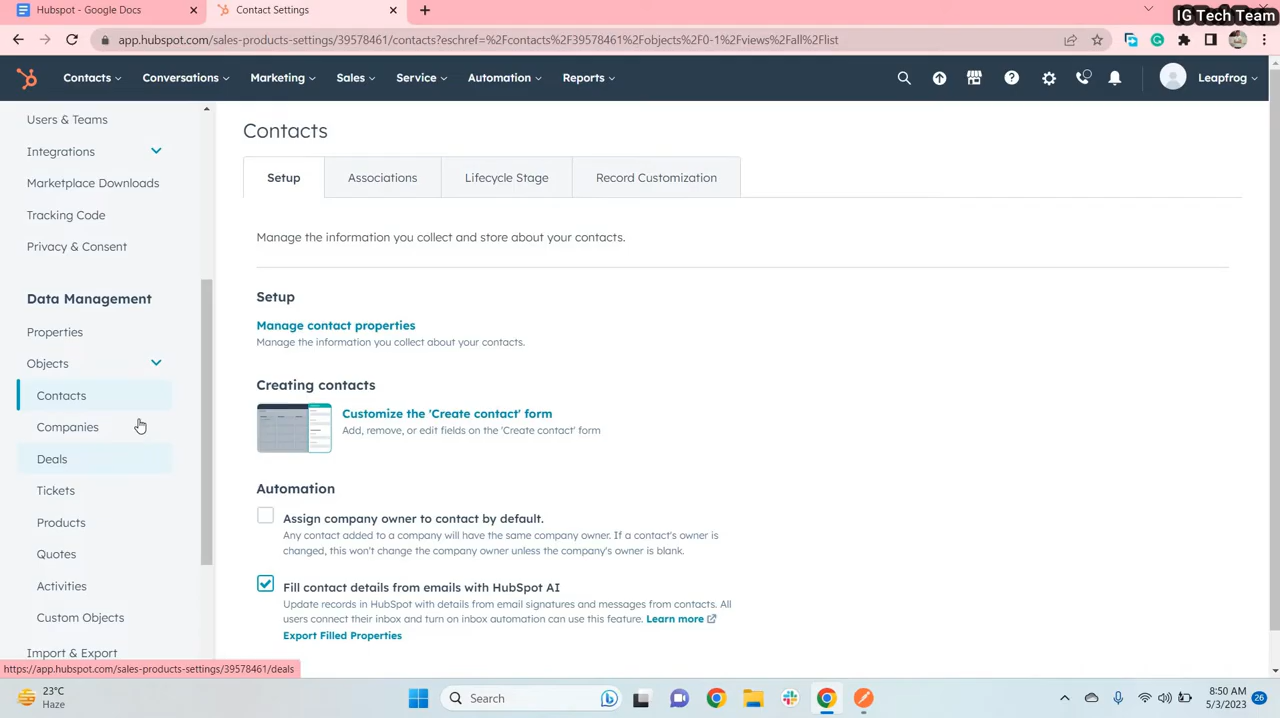 Hubspot - Google Docs
Contact Settings
IG Tech Team
app.hubspot.com/sales-products-settings/39578461/contacts?eschref=%2Fcontacts%2F39578461%2Fobjects%2F0-1%2Fviews%2Fall%2Flist
Contacts
Conversations
Marketing
Sales
Service
Automation
Reports
Leapfrog
Users & Teams
Integrations
Marketplace Downloads
Tracking Code
Privacy & Consent
Data Management
Properties
Objects
Contacts
Companies
Deals
Tickets
Products
Quotes
Activities
Custom Objects
Import & Export
https://app.hubspot.com/sales-products-settings/39578461/deals
Contacts
Setup
Associations
Lifecycle Stage
Record Customization
Manage the information you collect and store about your contacts.
Setup
Manage contact properties
Manage the information you collect about your contacts.
Creating contacts
Customize the 'Create contact' form
Add, remove, or edit fields on the 'Create contact' form
Automation
Assign company owner to contact by default.
Any contact added to a company will have the same company owner. If a contact's owner is
changed, this won't change the company owner unless the company's owner is blank.
Fill contact details from emails with HubSpot AI
Update records in HubSpot with details from email signatures and messages from contacts. All
users connect their inbox and turn on inbox automation can use this feature. Learn more
Export Filled Properties
23°C
Haze
Search
8:50 AM
5/3/2023
26